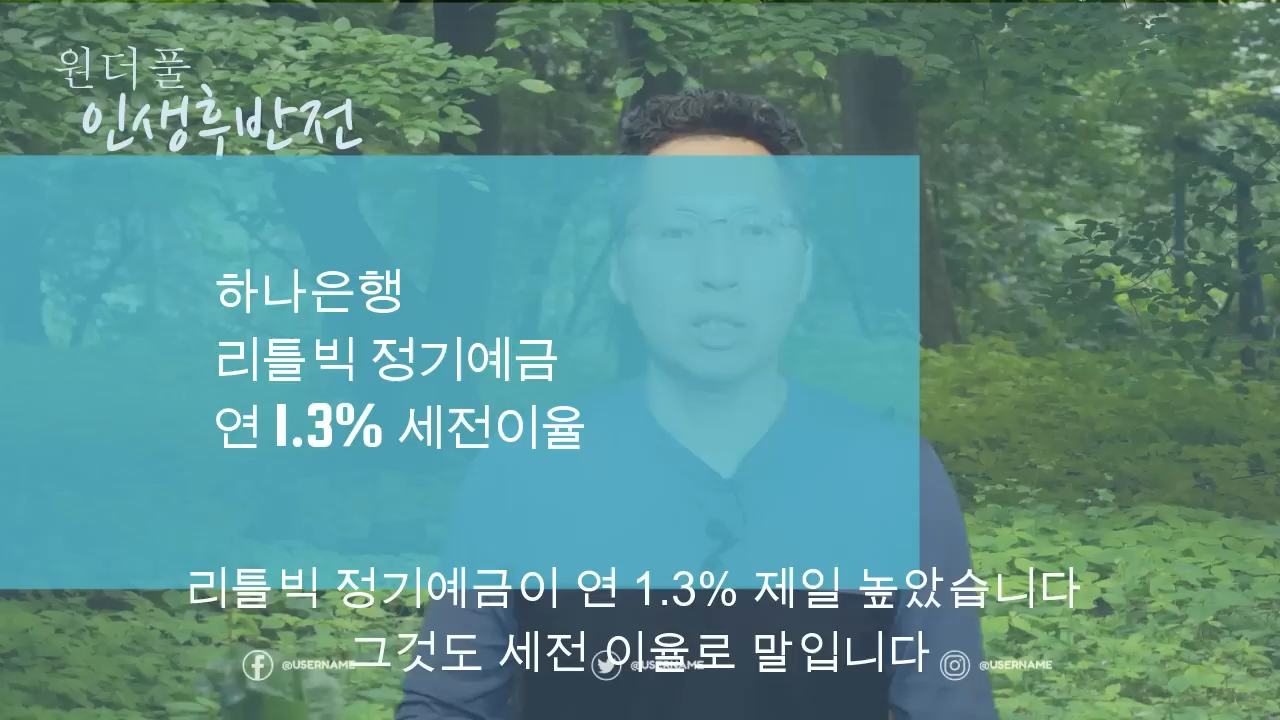 원더풀
인생후반전
하나은행
리틀빅 정기예금
연 1.3% 세전이율
리틀빅 정기예금이 연 1.3% 제일 높았습니다
그것도 세전 이율로 말입니다
@USERNAME @USERNAME @USERNAME